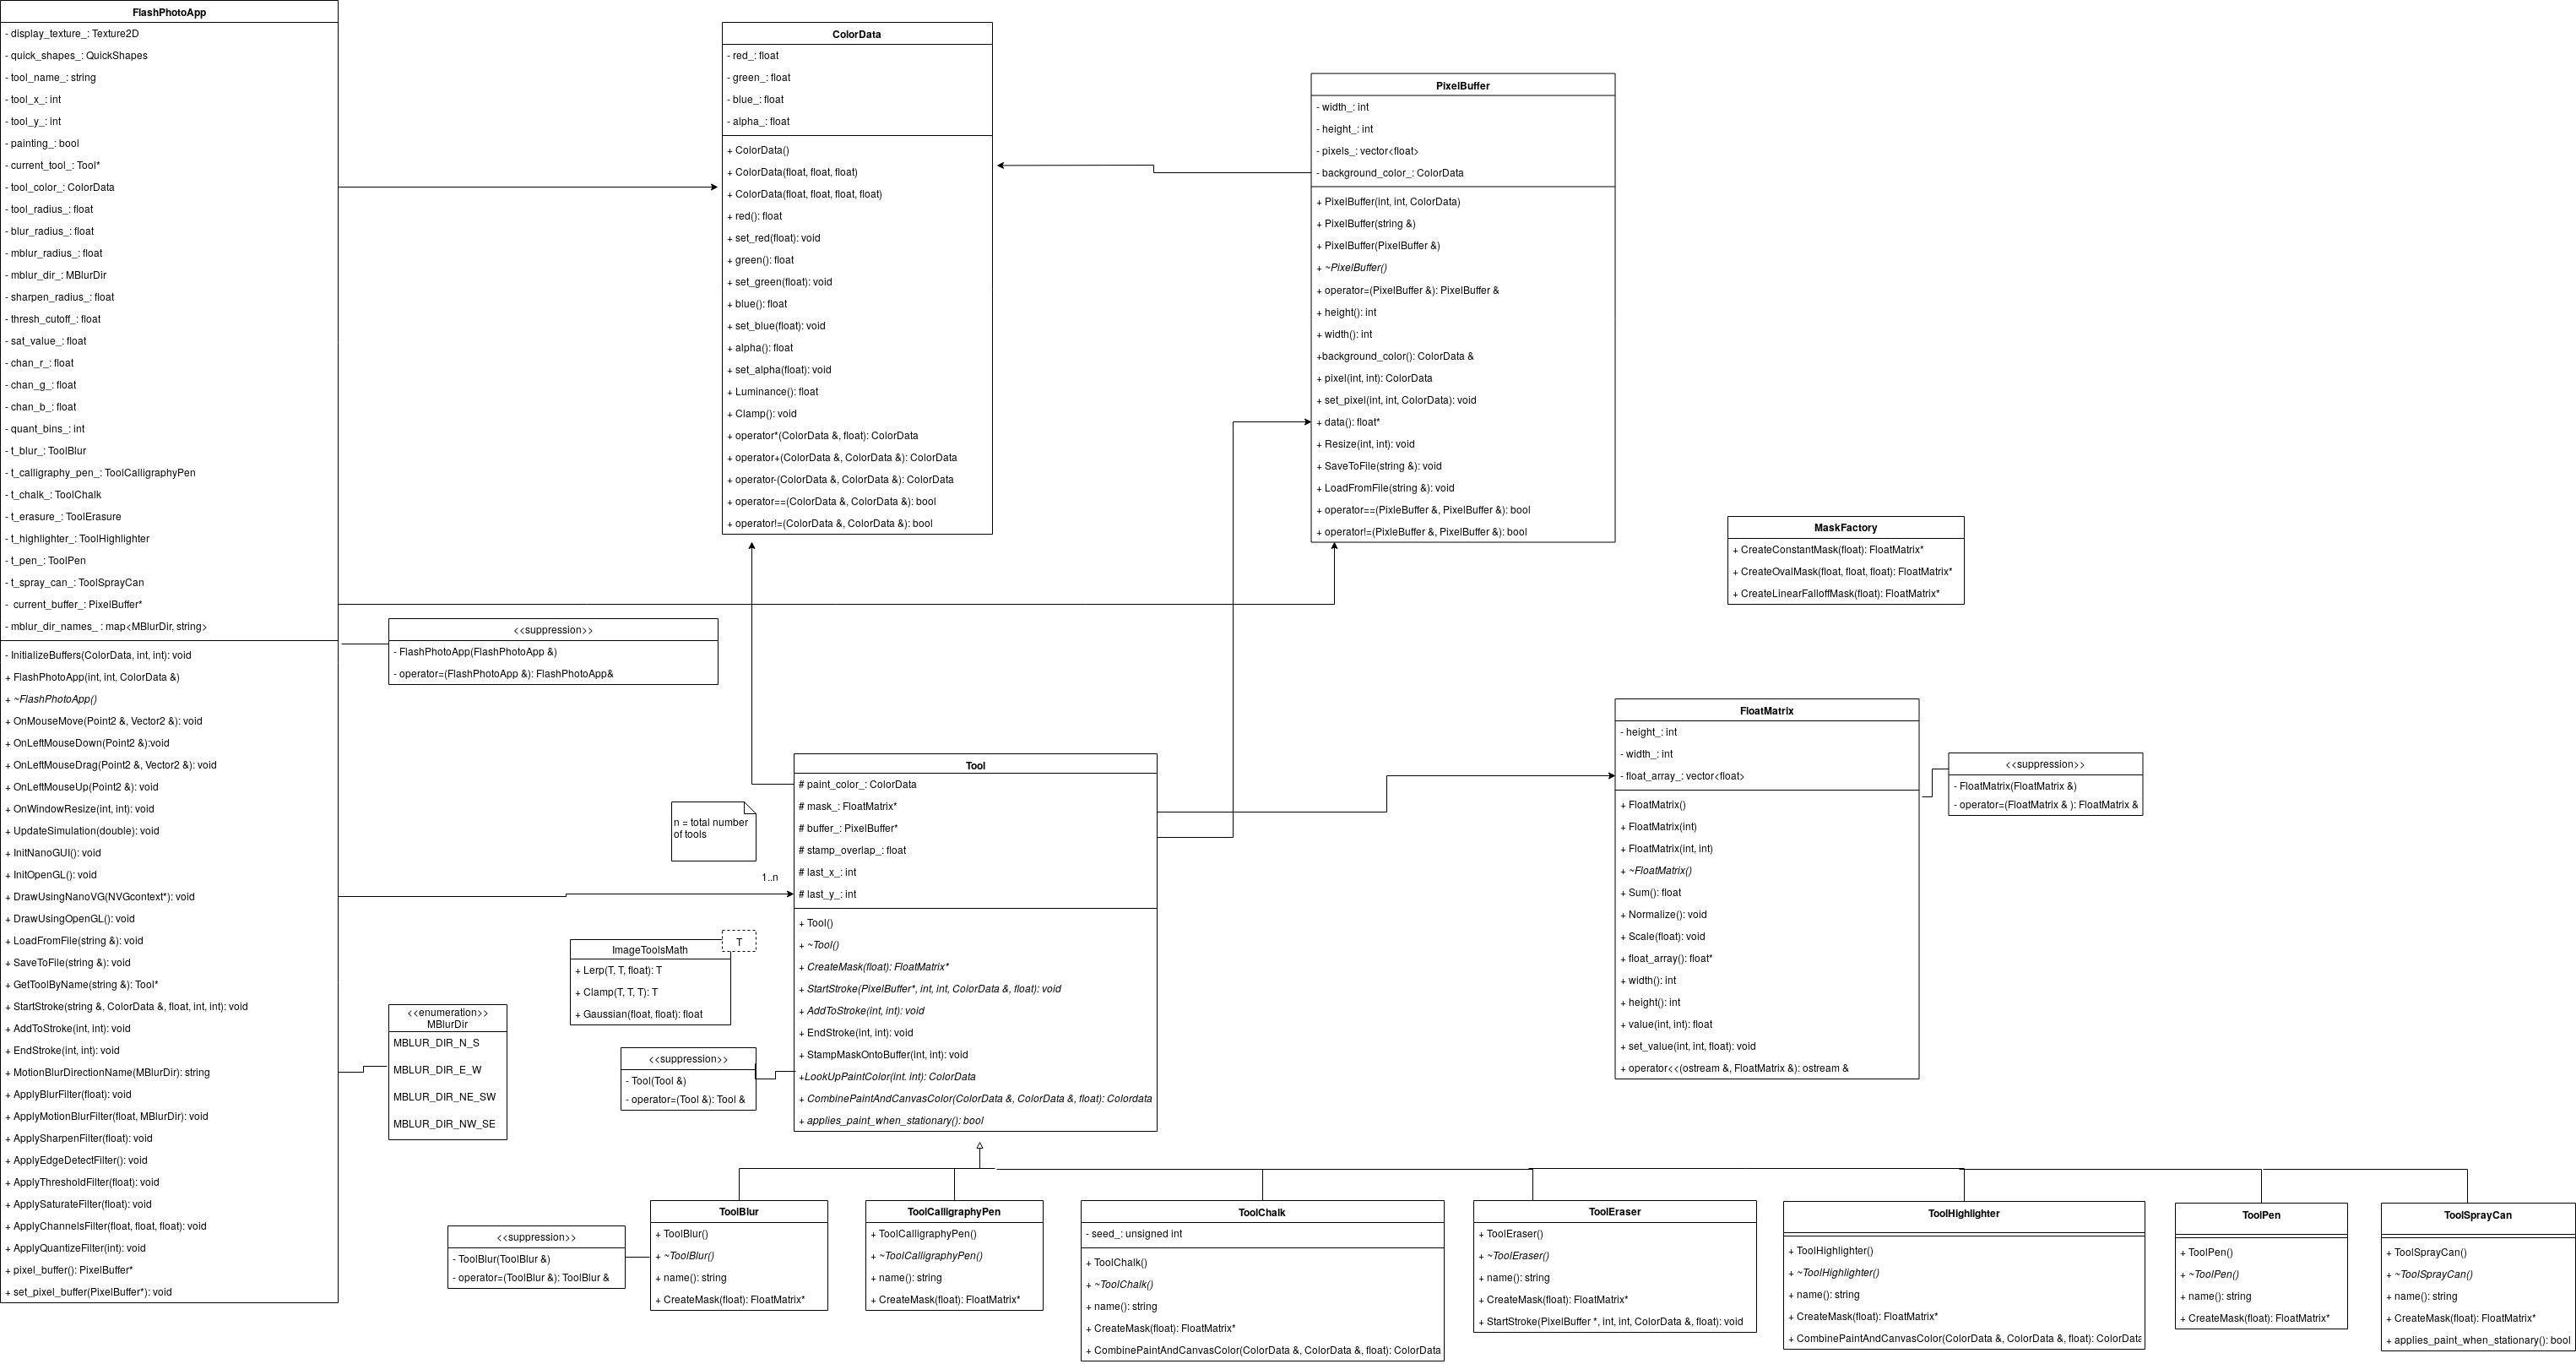 FlashPhotoApp
- display_texture_: Texture2D
- quick_shapes_: QuickShapes
- tool_name_: string
- tool_x_: int
- tool_y_: int
- painting_: bool
- current_tool_: Tool*
- tool_color_: ColorData
- tool_radius_: float
- blur_radius_: float
- mblur_radius_: float
- mblur_dir_: MBlurDir
- sharpen_radius_: float
- thresh_cutoff_: float
- sat_value_: float
- chan_r_: float
- chan_g_: float
- chan_b_: float
- quant_bins_: int
- t_blur_: ToolBlur
- t_calligraphy_pen_: ToolCalligraphyPen
- t_chalk_: ToolChalk
- t_erasure_: ToolErasure
- t_highlighter_: ToolHighlighter
- t_pen_: ToolPen
- t_spray_can_: ToolSprayCan
- current_buffer_: PixelBuffer*
- mblur_dir_names_ : map<MBlurDir, string>
- InitializeBuffers(ColorData, int, int): void
+ FlashPhotoApp(int, int, ColorData &)
+ ~FlashPhotoApp()
+ OnMouseMove(Point2 &, Vector2 &): void
+ OnLeftMouseDown(Point2 &):void
+ OnLeftMouseDrag(Point2 &, Vector2 &): void
+ OnLeftMouseUp(Point2 &): void
+ OnWindowResize(int, int): void
+ UpdateSimulation(double): void
+ InitNanoGUI(): void
+ InitOpenGL(): void
+ DrawUsingNanoVG(NVGcontext*): void
+ DrawUsingOpenGL(): void
+ LoadFromFile(string &): void
+ SaveToFile(string &): void
+ GetToolByName(string &): Tool*
+ StartStroke(string &, ColorData &, float, int, int): void
+ AddToStroke(int, int): void
+ EndStroke(int, int): void
+ MotionBlurDirectionName(MBlurDir): string
+ ApplyBlurFilter(float): void
+ ApplyMotionBlurFilter(float, MBlurDir): void
+ ApplySharpenFilter(float): void
+ ApplyEdgeDetectFilter(): void
+ ApplyThresholdFilter(float): void
+ ApplySaturateFilter(float): void
+ ApplyChannelsFilter(float, float, float): void
+ ApplyQuantizeFilter(int): void
+ pixel_buffer(): PixelBuffer*
+ set_pixel_buffer(PixelBuffer*): void
<<suppression>>
- FlashPhotoApp(FlashPhotoApp &)
- operator=(FlashPhotoApp &): FlashPhotoApp&
<<enumeration>>
MBlurDir
MBLUR_DIR_N_S
MBLUR_DIR_E_W
MBLUR_DIR_NE_SW
MBLUR_DIR_NW_SE
ColorData
- red_: float
- green_: float
- blue_: float
- alpha_: float
+ ColorData()
+ ColorData(float, float, float)
+ ColorData(float, float, float, float)
+ red(): float
+ set_red(float): void
+ green(): float
+ set_green(float): void
+ blue(): float
+ set_blue(float): void
+ alpha(): float
+ set_alpha(float): void
+ Luminance(): float
+ Clamp(): void
+ operator*(ColorData &, float): ColorData
+ operator+(ColorData &, ColorData &): ColorData
+ operator-(ColorData &, ColorData &): ColorData
+ operator==(ColorData &, ColorData &): bool
+ operator!=(ColorData &, ColorData &): bool
PixelBuffer
- width_: int
- height_: int
- pixels_: vector<float>
- background_color_: ColorData
+ PixelBuffer(int, int, ColorData)
+ PixelBuffer(string &)
+ PixelBuffer(PixelBuffer &)
+ ~PixelBuffer()
+ operator=(PixelBuffer &): PixelBuffer &
+ height(): int
+ width(): int
+background_color(): ColorData &
+ pixel(int, int): ColorData
+ set_pixel(int, int, ColorData): void
+ data(): float*
+ Resize(int, int): void
+ SaveToFile(string &): void
+ LoadFromFile(string &): void
+ operator==(PixleBuffer &, PixelBuffer &): bool
+ operator!=(PixleBuffer &, PixelBuffer &): bool
MaskFactory
+ CreateConstantMask(float): FloatMatrix*
+ CreateOvalMask(float, float, float): FloatMatrix*
+ CreateLinearFalloffMask(float): FloatMatrix*
n = total number
of tools
1..n
ImageToolsMath
T
+ Lerp(T, T, float): T
+ Clamp(T, T, T): T
+ Gaussian(float, float): float
<<suppression>>
- Tool(Tool &)
- operator=(Tool &): Tool &
Tool
# paint_color_: ColorData
# mask_: FloatMatrix*
# buffer_: PixelBuffer*
# stamp_overlap_: float
# last_x_: int
# last_y_: int
+ Tool()
+ ~Tool()
+ CreateMask(float): FloatMatrix*
+ StartStroke(PixelBuffer*, int, int, ColorData &, float): void
+ AddToStroke(int, int): void
+ EndStroke(int, int): void
+ StampMaskOntoBuffer(int, int): void
+LookUpPaintColor(int. int): ColorData
+ CombinePaintAndCanvasColor(ColorData &, ColorData &, float): Colordata
+ applies_paint_when_stationary(): bool
FloatMatrix
- height_: int
- width_: int
- float_array_: vector<float>
+ FloatMatrix()
+ FloatMatrix(int)
+ FloatMatrix(int, int)
+ ~FloatMatrix()
+ Sum(): float
+ Normalize(): void
+ Scale(float): void
+ float_array(): float*
+ width(): int
+ height(): int
+ value(int, int): float
+ set_value(int, int, float): void
+ operator<<(ostream &, FloatMatrix &): ostream &
<<suppression>>
- FloatMatrix(FloatMatrix &)
- operator=(FloatMatrix & ): FloatMatrix &
<<suppression>>
- ToolBlur(ToolBlur &)
- operator=(ToolBlur &): ToolBlur &
ToolBlur
+ ToolBlur()
+ ~ToolBlur()
+ name(): string
+ CreateMask(float): FloatMatrix*
ToolCalligraphyPen
+ ToolCalligraphyPen()
+ ~ToolCalligraphyPen()
+ name(): string
+ CreateMask(float): FloatMatrix*
ToolChalk
- seed_: unsigned int
+ ToolChalk()
+ ~ToolChalk()
+ name(): string
+ CreateMask(float): FloatMatrix*
+ CombinePaintAndCanvasColor(ColorData &, ColorData &, float): ColorData
ToolEraser
+ ToolEraser()
+ ~ToolEraser()
+ name(): string
+ CreateMask(float): FloatMatrix*
+ StartStroke(PixelBuffer *, int, int, ColorData &, float): void
ToolHighlighter
+ ToolHighlighter()
+ ~ToolHighlighter()
+ name(): string
+ CreateMask(float): FloatMatrix*
+ CombinePaintAndCanvasColor(ColorData &, ColorData &, float): ColorData
ToolPen
+ ToolPen()
+ ~ToolPen()
+ name(): string
+ CreateMask(float): FloatMatrix*
ToolSprayCan
+ ToolSprayCan()
+ ~ToolSprayCan()
+ name(): string
+ CreateMask(float): FloatMatrix*
+ applies_paint_when_stationary(): bool